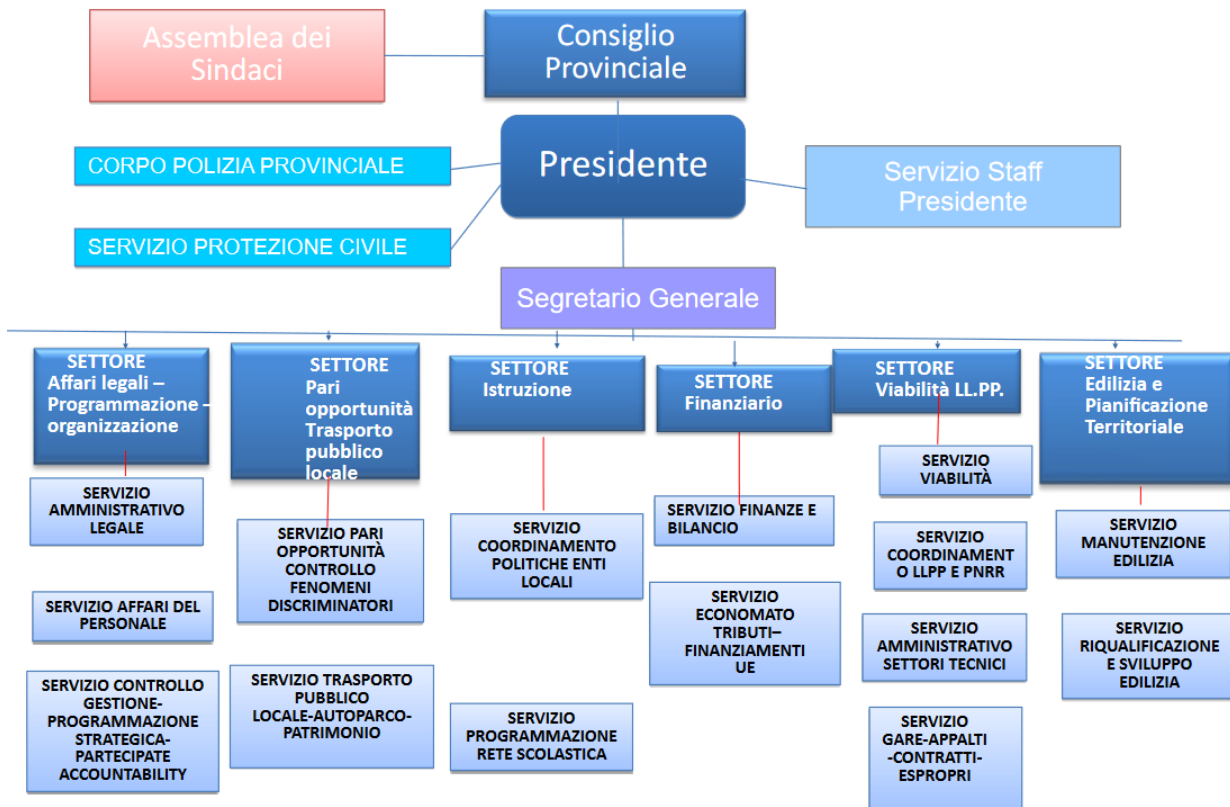 Assemblea dei
Sindaci
Consiglio
Provinciale
CORPO POLIZIA PROVINCIALE
Presidente
Servizio Staff
Presidente
SERVIZIO PROTEZIONE CIVILE
Segretario Generale
SETTORE
Affari legali –
Programmazione –
organizzazione
SERVIZIO
AMMINISTRATIVO
LEGALE
SERVIZIO AFFARI DEL
PERSONALE
SERVIZIO CONTROLLO
GESTIONE-
PROGRAMMAZIONE
STRATEGICA-
PARTECIPATE
ACCOUNTABILITY
SETTORE
Pari
opportunità
Trasporto
pubblico
locale
SERVIZIO PARI
OPPORTUNITÀ
CONTROLLO
FENOMENI
DISCRIMINATORI
SERVIZIO TRASPORTO
PUBBLICO
LOCALE-AUTOPARCO-
PATRIMONIO
SETTORE
Istruzione
SERVIZIO
COORDINAMENTO
POLITICHE ENTI
LOCALI
SERVIZIO
PROGRAMMAZIONE
RETE SCOLASTICA
SETTORE
Finanziario
SERVIZIO FINANZE E
BILANCIO
SERVIZIO
ECONOMATO
TRIBUTI–
FINANZIAMENTI
UE
SETTORE
Viabilità LL.PP.
SERVIZIO
VIABILITÀ
SERVIZIO
COORDINAMENT
O LLPP E PNRR
SERVIZIO
AMMINISTRATIVO
SETTORI TECNICI
SERVIZIO
GARE-APPALTI
-CONTRATTI-
ESPROPRI
SETTORE
Edilizia e
Pianificazione
Territoriale
SERVIZIO
MANUTENZIONE
EDILIZIA
SERVIZIO
RIQUALIFICAZIONE
E SVILUPPO
EDILIZIA